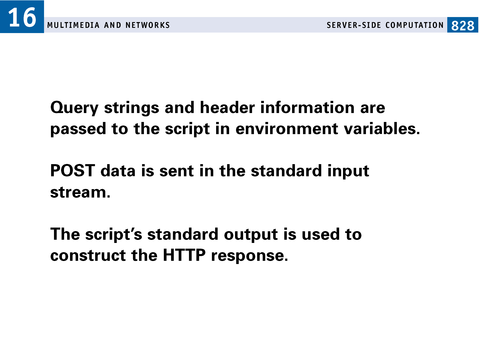 16
MULTIMEDIA AND NETWORKS
SERVER-SIDE COMPUTATION 828
Query strings and header information are
passed to the script in environment variables.
POST data is sent in the standard input
stream.
The script’s standard output is used to
construct the HTTP response.